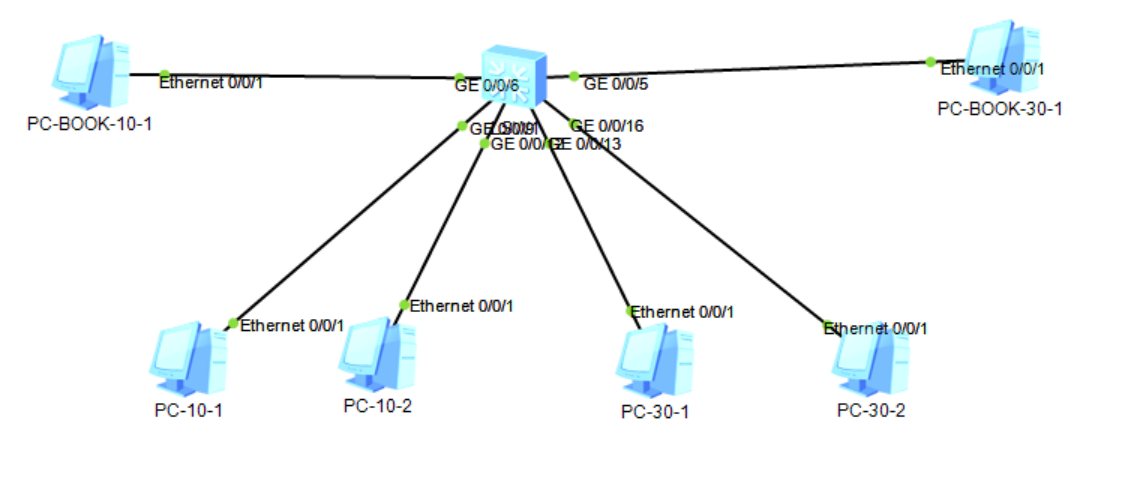 Ethernet 0/0/1
GE 0/0/6
GE 0/0/5
Ethernet 0/0/1
PC-BOOK-10-1
PC-BOOK-30-1
GE 0/0/16
GE 0/0/13
Ethernet 0/0/1
Ethernet 0/0/1
Ethernet 0/0/1
Ethernet 0/0/1
PC-10-1
PC-10-2
PC-30-1
PC-30-2